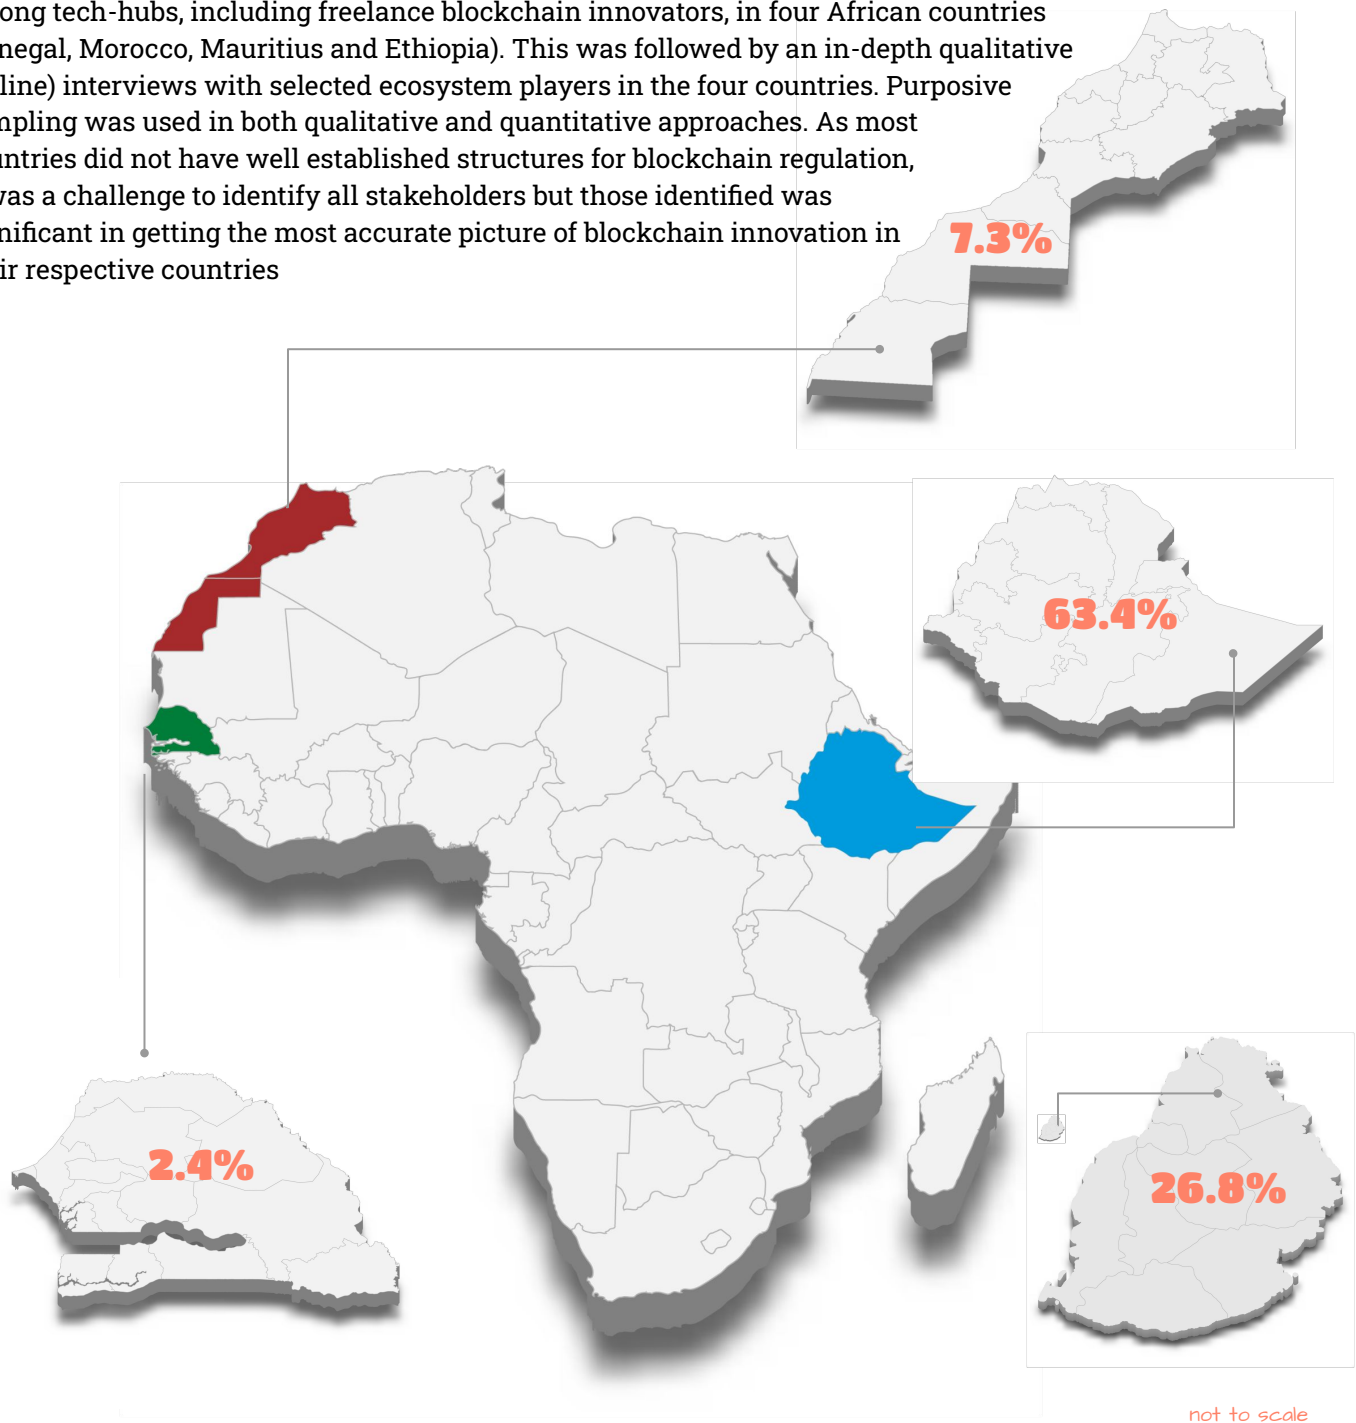 ong tech-hubs, including freelance blockchain innovators, in four African countries
negal, Morocco, Mauritius and Ethiopia). This was followed by an in-depth qualitative
line) interviews with selected ecosystem players in the four countries. Purposive
mpling was used in both qualitative and quantitative approaches. As most
untries did not have well established structures for blockchain regulation,
was a challenge to identify all stakeholders but those identified was
nificant in getting the most accurate picture of blockchain innovation in
ir respective countries
7.3%
63.4%
2.4%
26.8%
not to scale